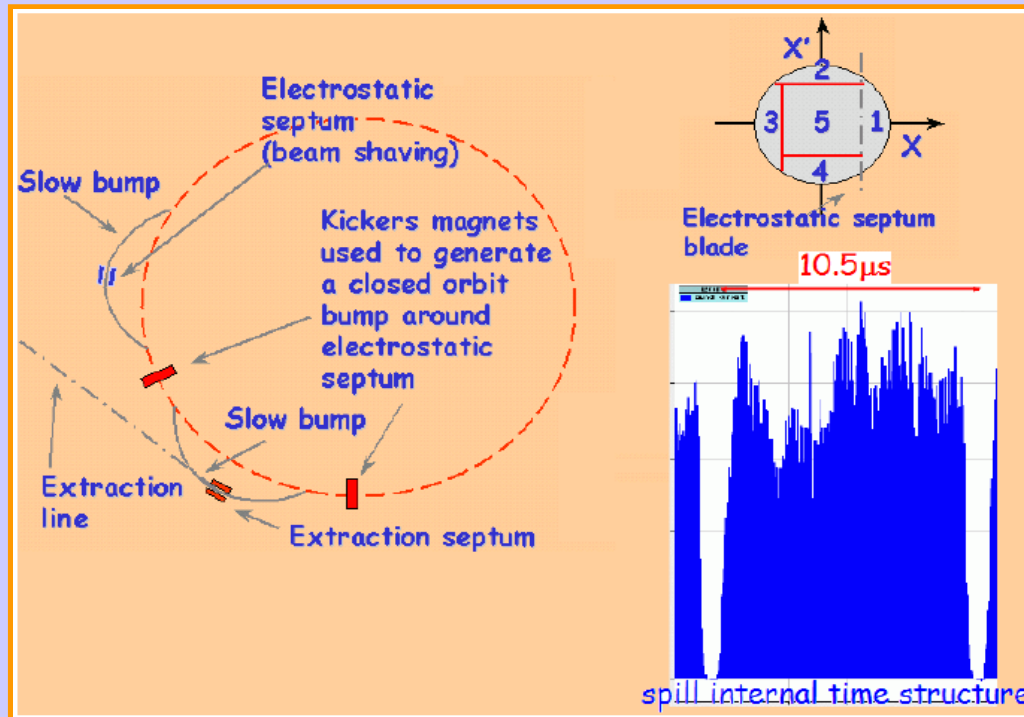 Electrostatic
septum
(beam shaving)
Slow bump
Kickers magnets
used to generate
a closed orbit
bump around
electrostatic
septum
Slow bump
Extraction
line
Extraction septum
X'
2
3
5
1
X
4
Electrostatic septum
blade
10.5µs
spill internal time structure